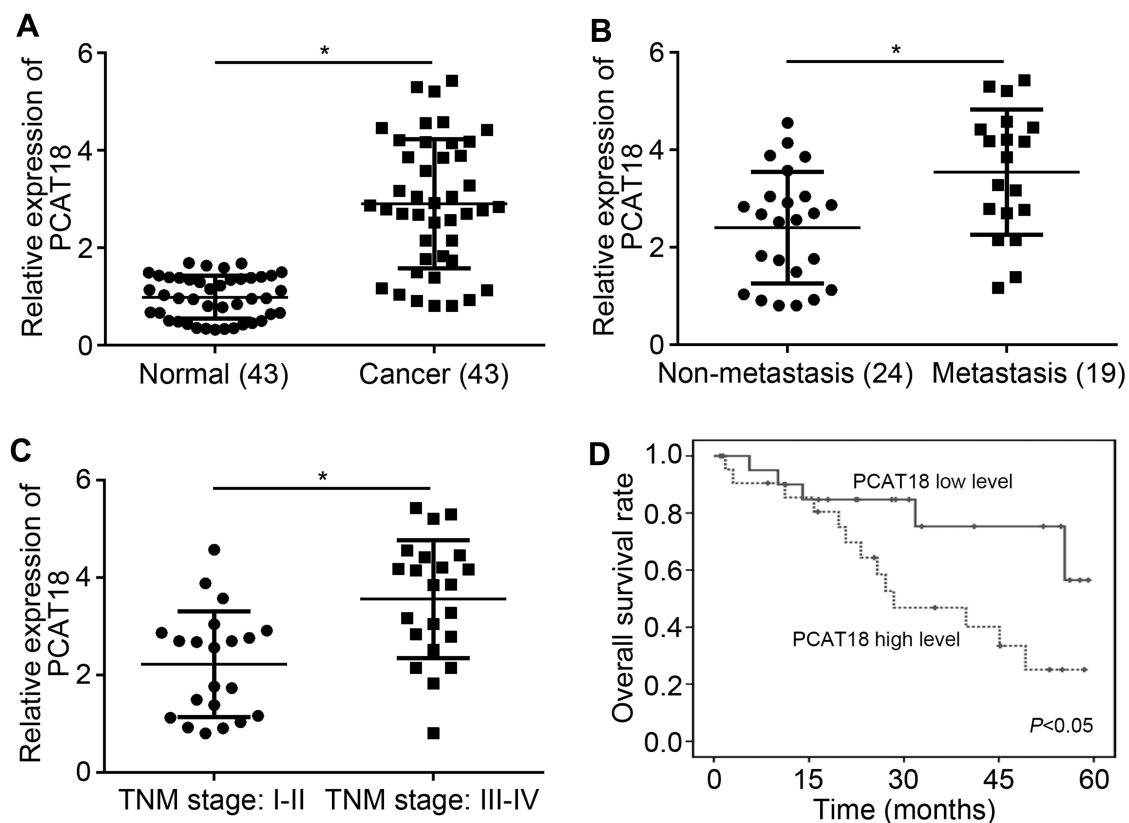 A
Relative expression of
PCAT18
6
4
2
0
*
Normal (43)
Cancer (43)
B
Relative expression of
PCAT18
6
4
2
0
*
Non-metastasis (24)
Metastasis (19)
C
Relative expression of
PCAT18
6
4
2
0
*
TNM stage: I-II
TNM stage: III-IV
D
Overall survival rate
1.0
0.8
0.6
0.4
0.2
0.0
PCAT18 low level
PCAT18 high level
P<0.05
0 15 30 45 60
Time (months)